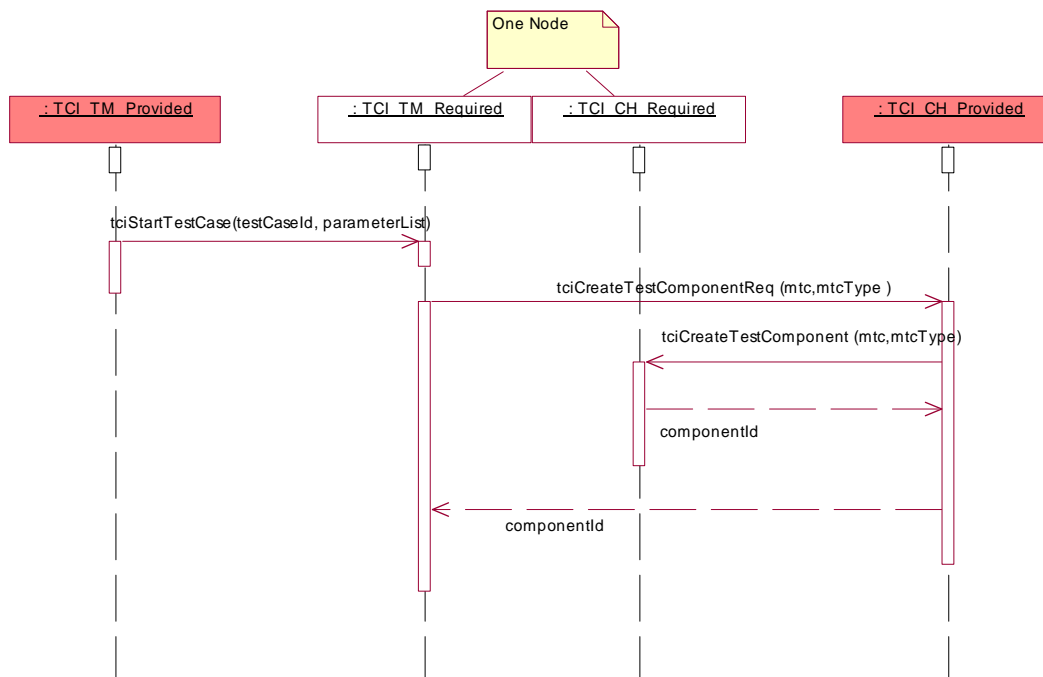 One Node
: TCI_TM_Provided
: TCI_TM_Required
: TCI_CH_Required
: TCI_CH_Provided
tciStartTestCase(testCaseId, parameterList)
tciCreateTestComponentReq (mtc,mtcType )
tciCreateTestComponent (mtc,mtcType)
componentId
componentId